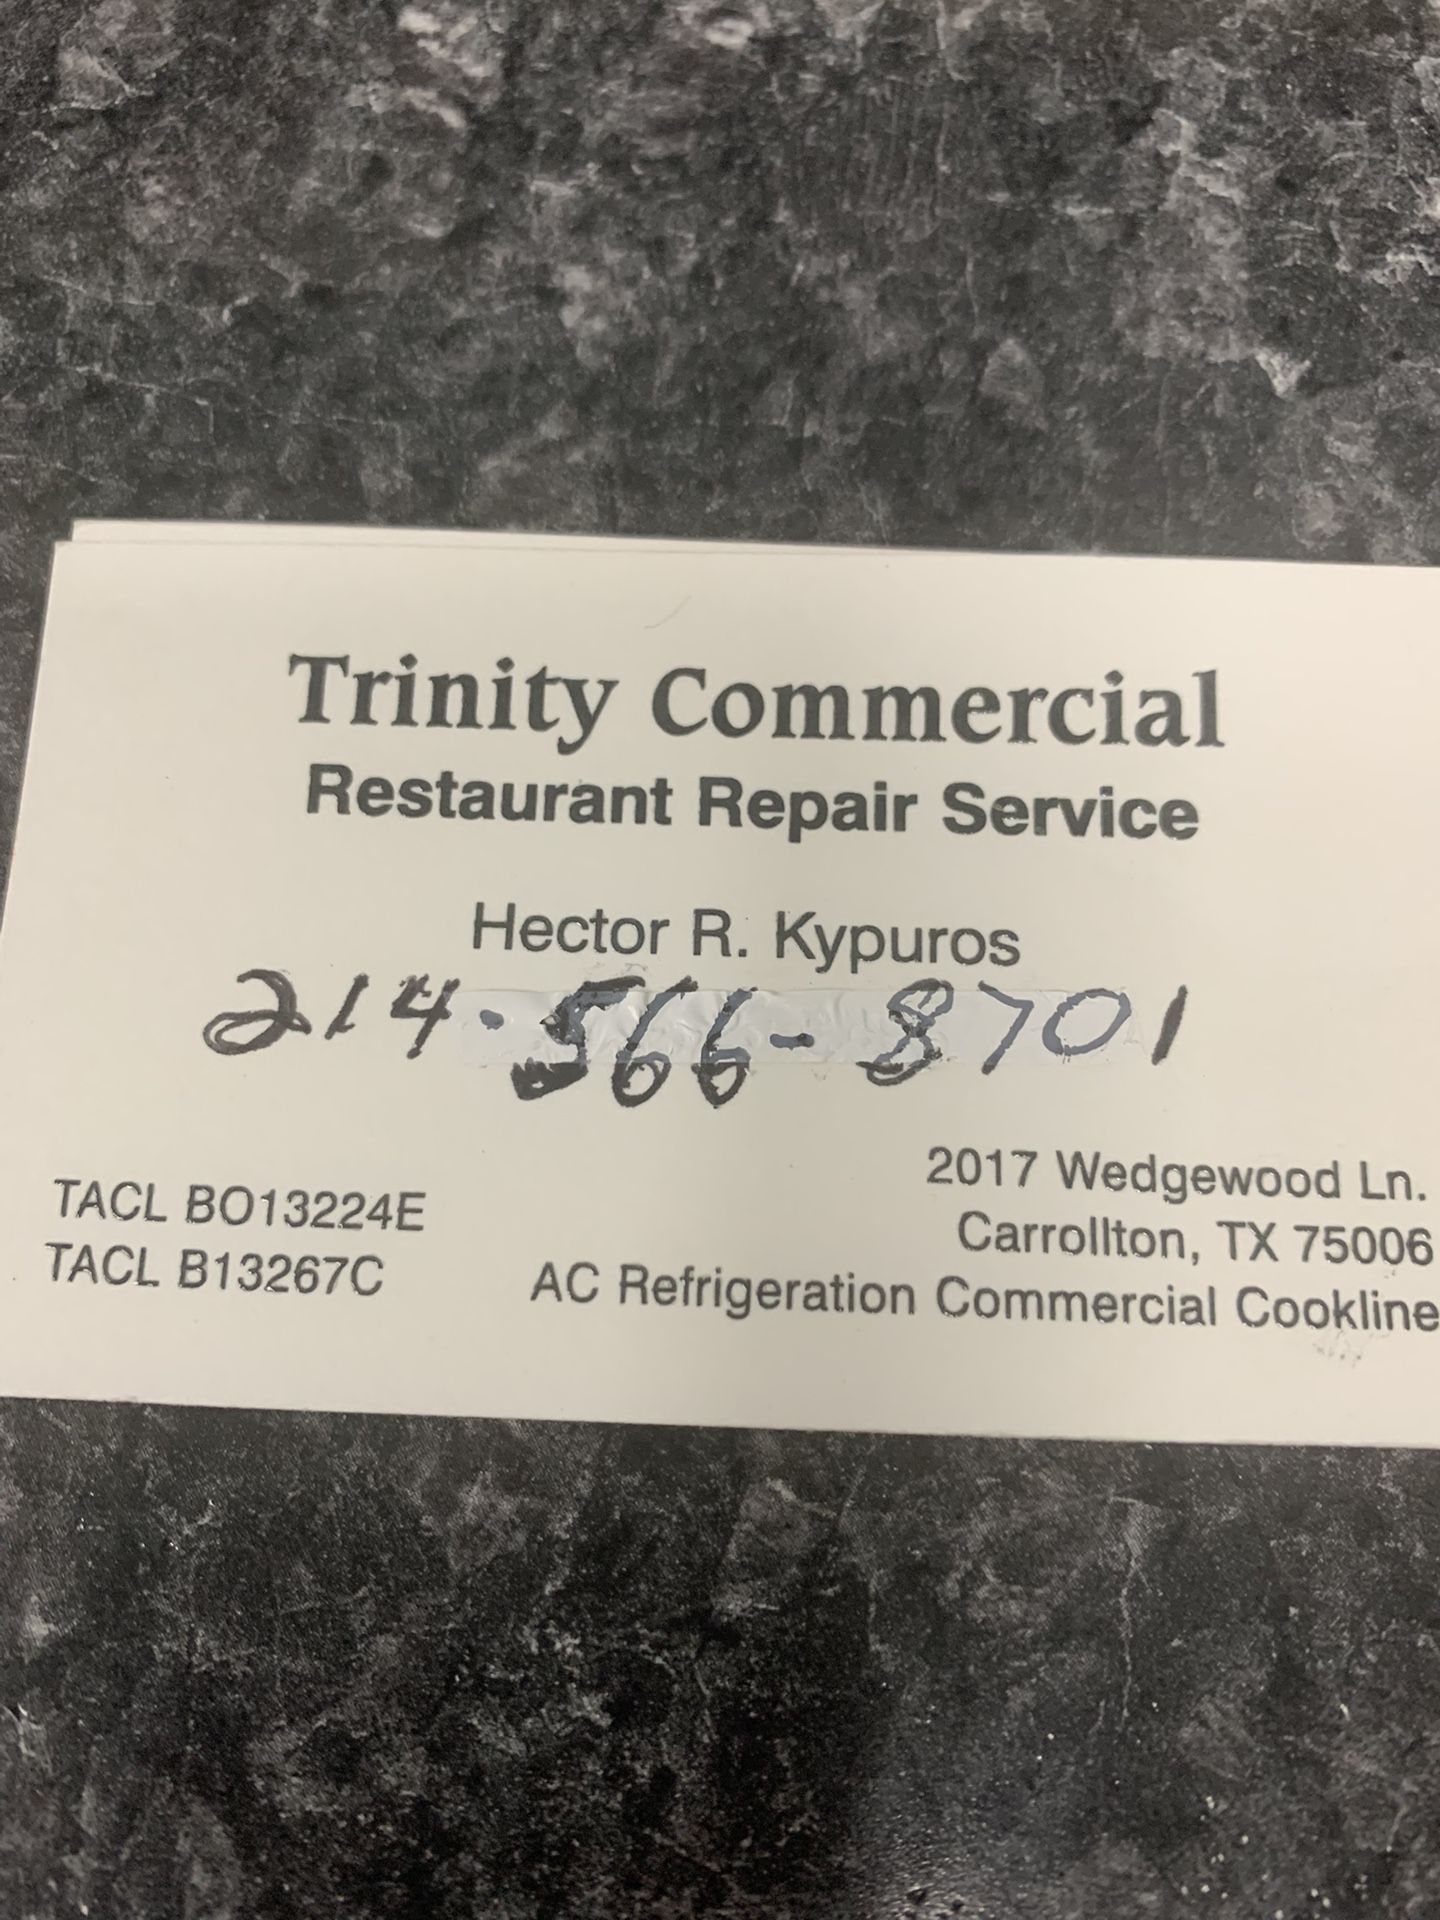 Trinity Commercial
Restaurant Repair Service
Hector R. Kypuros
214-566-8701
TACL BO13224E
TACL B13267C
2017 Wedgewood Ln.
Carrollton, TX 75006
AC Refrigeration Commercial Cookline